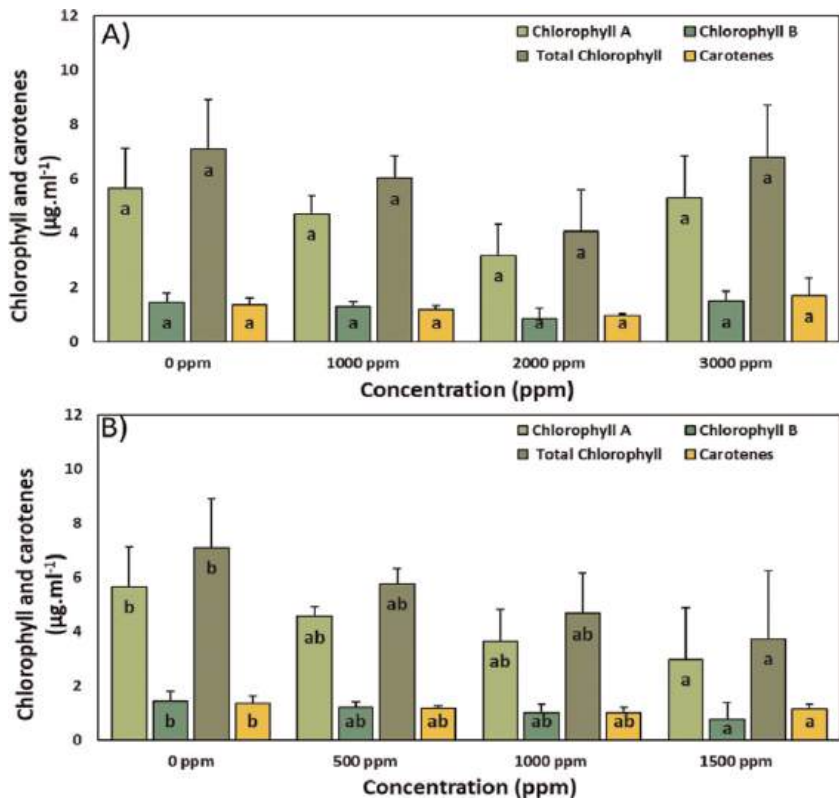 A)
Chlorophyll A Chlorophyll B
Total Chlorophyll Carotenes
Chlorophyll and carotenes
(µg.ml⁻¹)
12
10
8
6
4
2
0
a a a a a a a a a a a a a a a a
0 ppm 1000 ppm 2000 ppm 3000 ppm
Concentration (ppm)
B)
Chlorophyll A Chlorophyll B
Total Chlorophyll Carotenes
Chlorophyll and carotenes
(µg.ml⁻¹)
12
10
8
6
4
2
0
b b b b ab ab ab ab ab ab ab ab a a a a
0 ppm 500 ppm 1000 ppm 1500 ppm
Concentration (ppm)